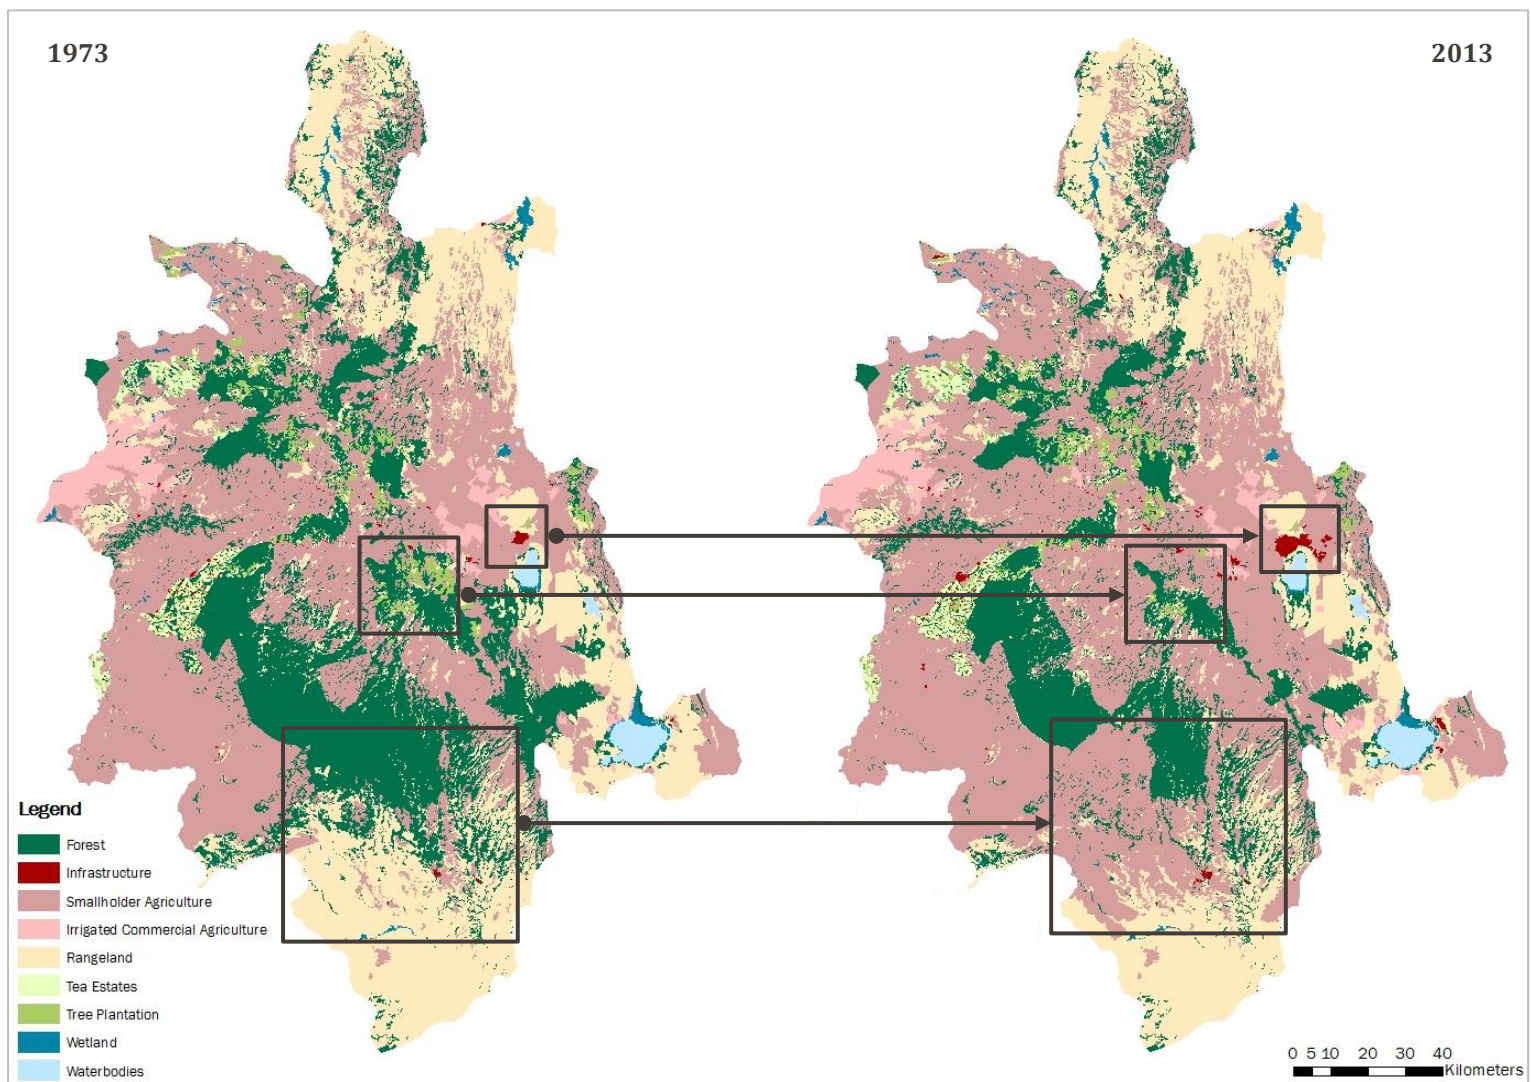 1973
2013
Legend
Forest
Infrastructure
Smallholder Agriculture
Irrigated Commercial Agriculture
Rangeland
Tea Estates
Tree Plantation
Wetland
Waterbodies
0 5 10 20 30 40
Kilometers